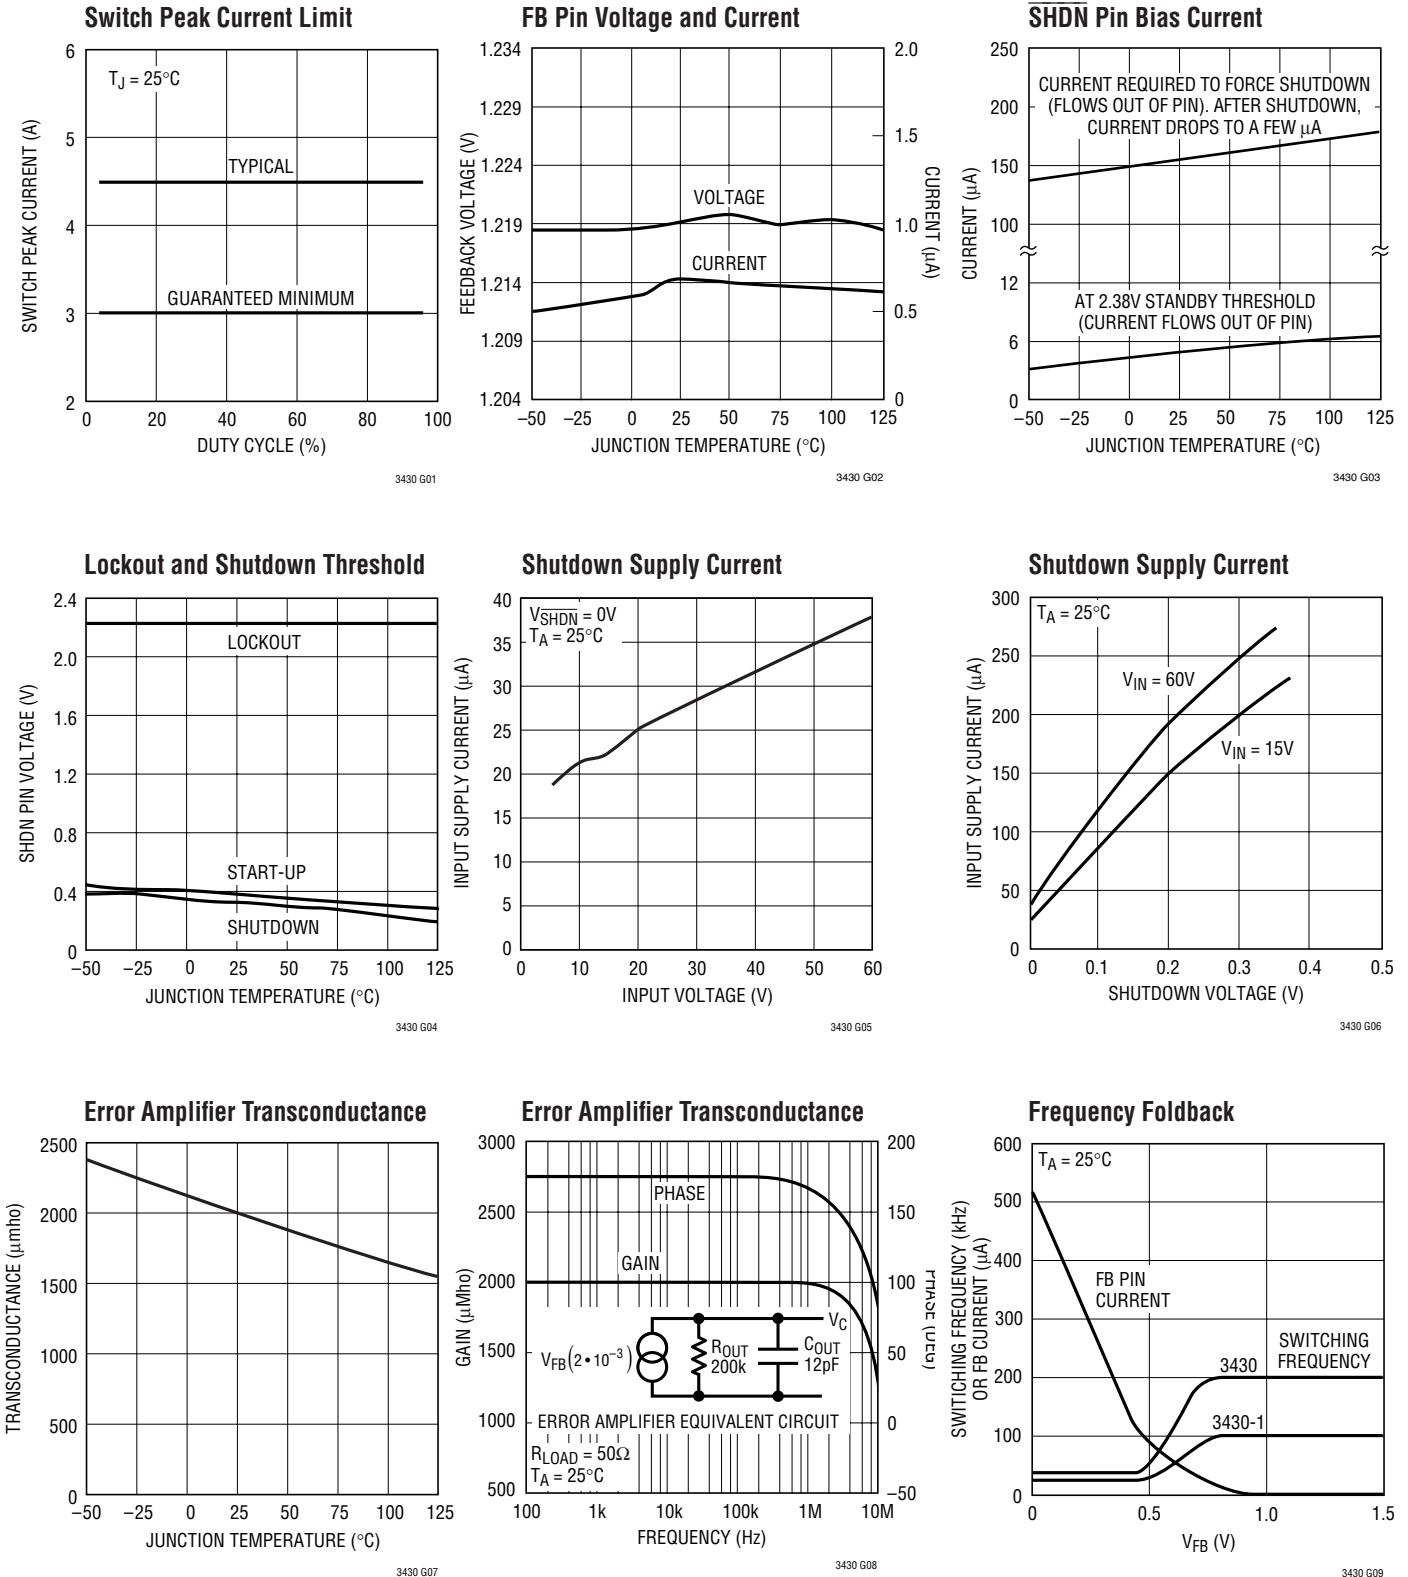 Switch Peak Current Limit
6
5
4
3
2
SWITCH PEAK CURRENT (A)
TJ = 25°C
TYPICAL
GUARANTEED MINIMUM
0 20 40 60 80 100
DUTY CYCLE (%)
3430 G01
FB Pin Voltage and Current
1.234
1.229
1.224
1.219
1.214
1.209
1.204
FEEDBACK VOLTAGE (V)
VOLTAGE
CURRENT
2.0
1.5
1.0
0.5
0
CURRENT (µA)
–50 –25 0 25 50 75 100 125
JUNCTION TEMPERATURE (°C)
3430 G02
SHDN Pin Bias Current
250
200
150
100
12
6
0
CURRENT (µA)
CURRENT REQUIRED TO FORCE SHUTDOWN
(FLOWS OUT OF PIN). AFTER SHUTDOWN,
CURRENT DROPS TO A FEW µA
AT 2.38V STANDBY THRESHOLD
(CURRENT FLOWS OUT OF PIN)
–50 –25 0 25 50 75 100 125
JUNCTION TEMPERATURE (°C)
3430 G03
Lockout and Shutdown Threshold
2.4
2.0
1.6
1.2
0.8
0.4
0
SHDN PIN VOLTAGE (V)
LOCKOUT
START-UP
SHUTDOWN
–50 –25 0 25 50 75 100 125
JUNCTION TEMPERATURE (°C)
3430 G04
Shutdown Supply Current
40
35
30
25
20
15
10
5
0
INPUT SUPPLY CURRENT (µA)
VSHDN = 0V
TA = 25°C
0 10 20 30 40 50 60
INPUT VOLTAGE (V)
3430 G05
Shutdown Supply Current
300
250
200
150
100
50
0
INPUT SUPPLY CURRENT (µA)
TA = 25°C
VIN = 60V
VIN = 15V
0 0.1 0.2 0.3 0.4 0.5
SHUTDOWN VOLTAGE (V)
3430 G06
Error Amplifier Transconductance
2500
2000
1500
1000
500
0
TRANSCONDUCTANCE (µmho)
–50 –25 0 25 50 75 100 125
JUNCTION TEMPERATURE (°C)
3430 G07
Error Amplifier Transconductance
3000
2500
2000
1500
1000
500
GAIN (µMho)
PHASE
GAIN
VC
VFB(2•10–3)
ROUT
200k
COUT
12pF
ERROR AMPLIFIER EQUIVALENT CIRCUIT
RLOAD = 50Ω
TA = 25°C
200
150
100
50
0
–50
PHASE (DEG)
100 1k 10k 100k 1M 10M
FREQUENCY (Hz)
3430 G08
Frequency Foldback
600
500
400
300
200
100
0
SWITICHING FREQUENCY (kHz)
OR FB CURRENT (µA)
TA = 25°C
FB PIN
CURRENT
SWITCHING
FREQUENCY
3430
3430-1
0 0.5 1.0 1.5
VFB (V)
3430 G09